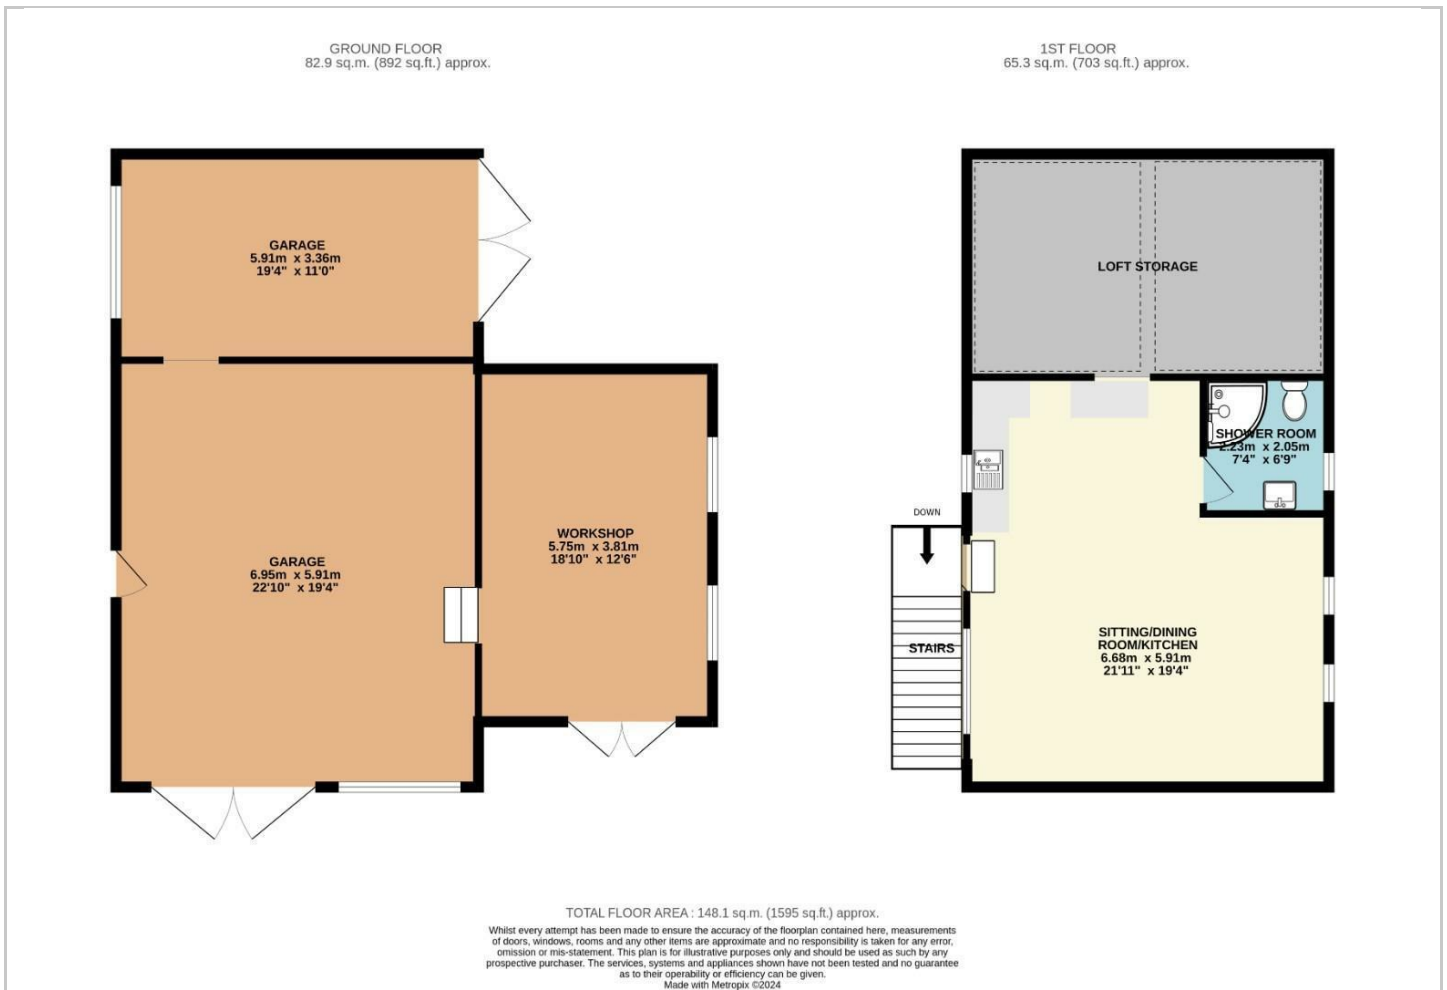 GROUND FLOOR
82.9 sq.m. (892 sq.ft.) approx.
1ST FLOOR
65.3 sq.m. (703 sq.ft.) approx.
GARAGE
5.91m x 3.36m
19'4" x 11'0"
GARAGE
6.95m x 5.91m
22'10" x 19'4"
WORKSHOP
5.75m x 3.81m
18'10" x 12'6"
LOFT STORAGE
SHOWER ROOM
2.23m x 2.05m
7'4" x 6'9"
DOWN
STAIRS
SITTING/DINING
ROOM/KITCHEN
6.68m x 5.91m
21'11" x 19'4"
TOTAL FLOOR AREA : 148.1 sq.m. (1595 sq.ft.) approx.
Whilst every attempt has been made to ensure the accuracy of the floorplan contained here, measurements
of doors, windows, rooms and any other items are approximate and no responsibility is taken for any error,
omission or mis-statement. This plan is for illustrative purposes only and should be used as such by any
prospective purchaser. The services, systems and appliances shown have not been tested and no guarantee
as to their operability or efficiency can be given.
Made with Metropix ©2024